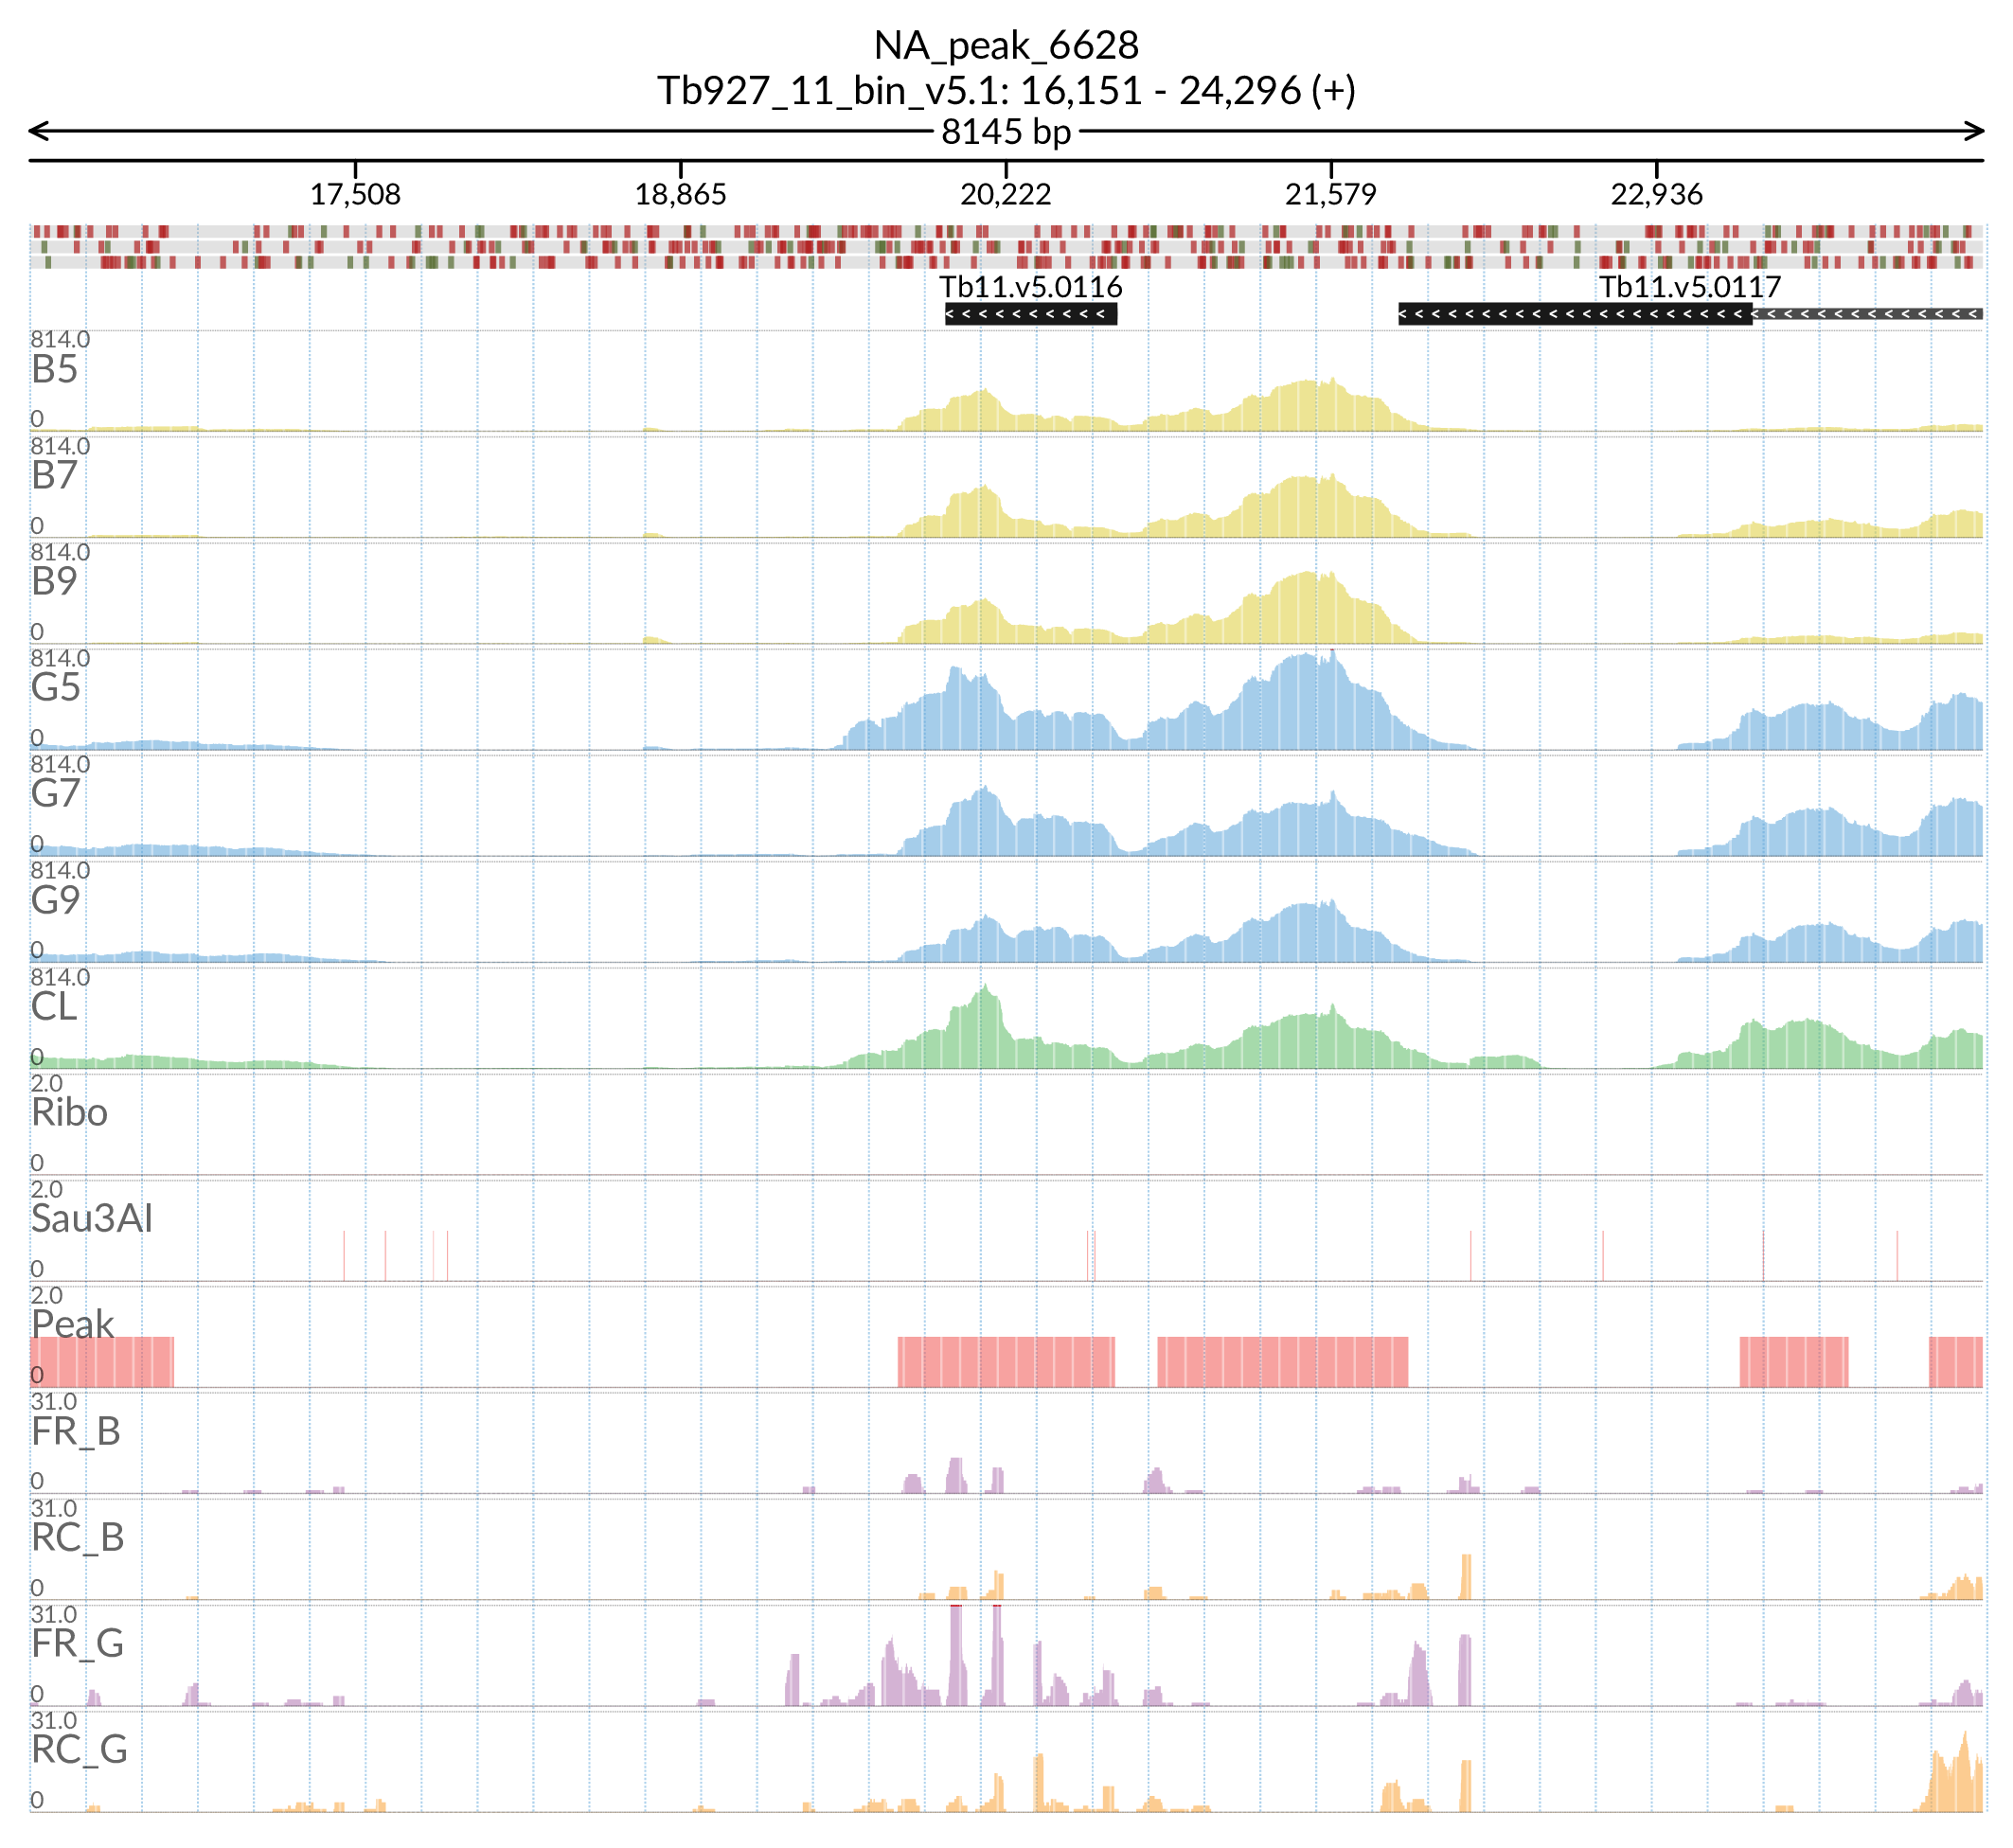 NA_peak_6628
Tb927_11_bin_v5.1: 16,151 - 24,296 (+)
8145 bp
17,508 18,865 20,222 21,579 22,936
Tb11.v5.0116 Tb11.v5.0117
814.0
B5
0
814.0
B7
0
814.0
B9
0
814.0
G5
0
814.0
G7
0
814.0
G9
0
814.0
CL
0
2.0
Ribo
0
2.0
Sau3AI
0
2.0
Peak
0
31.0
FR_B
0
31.0
RC_B
0
31.0
FR_G
0
31.0
RC_G
0